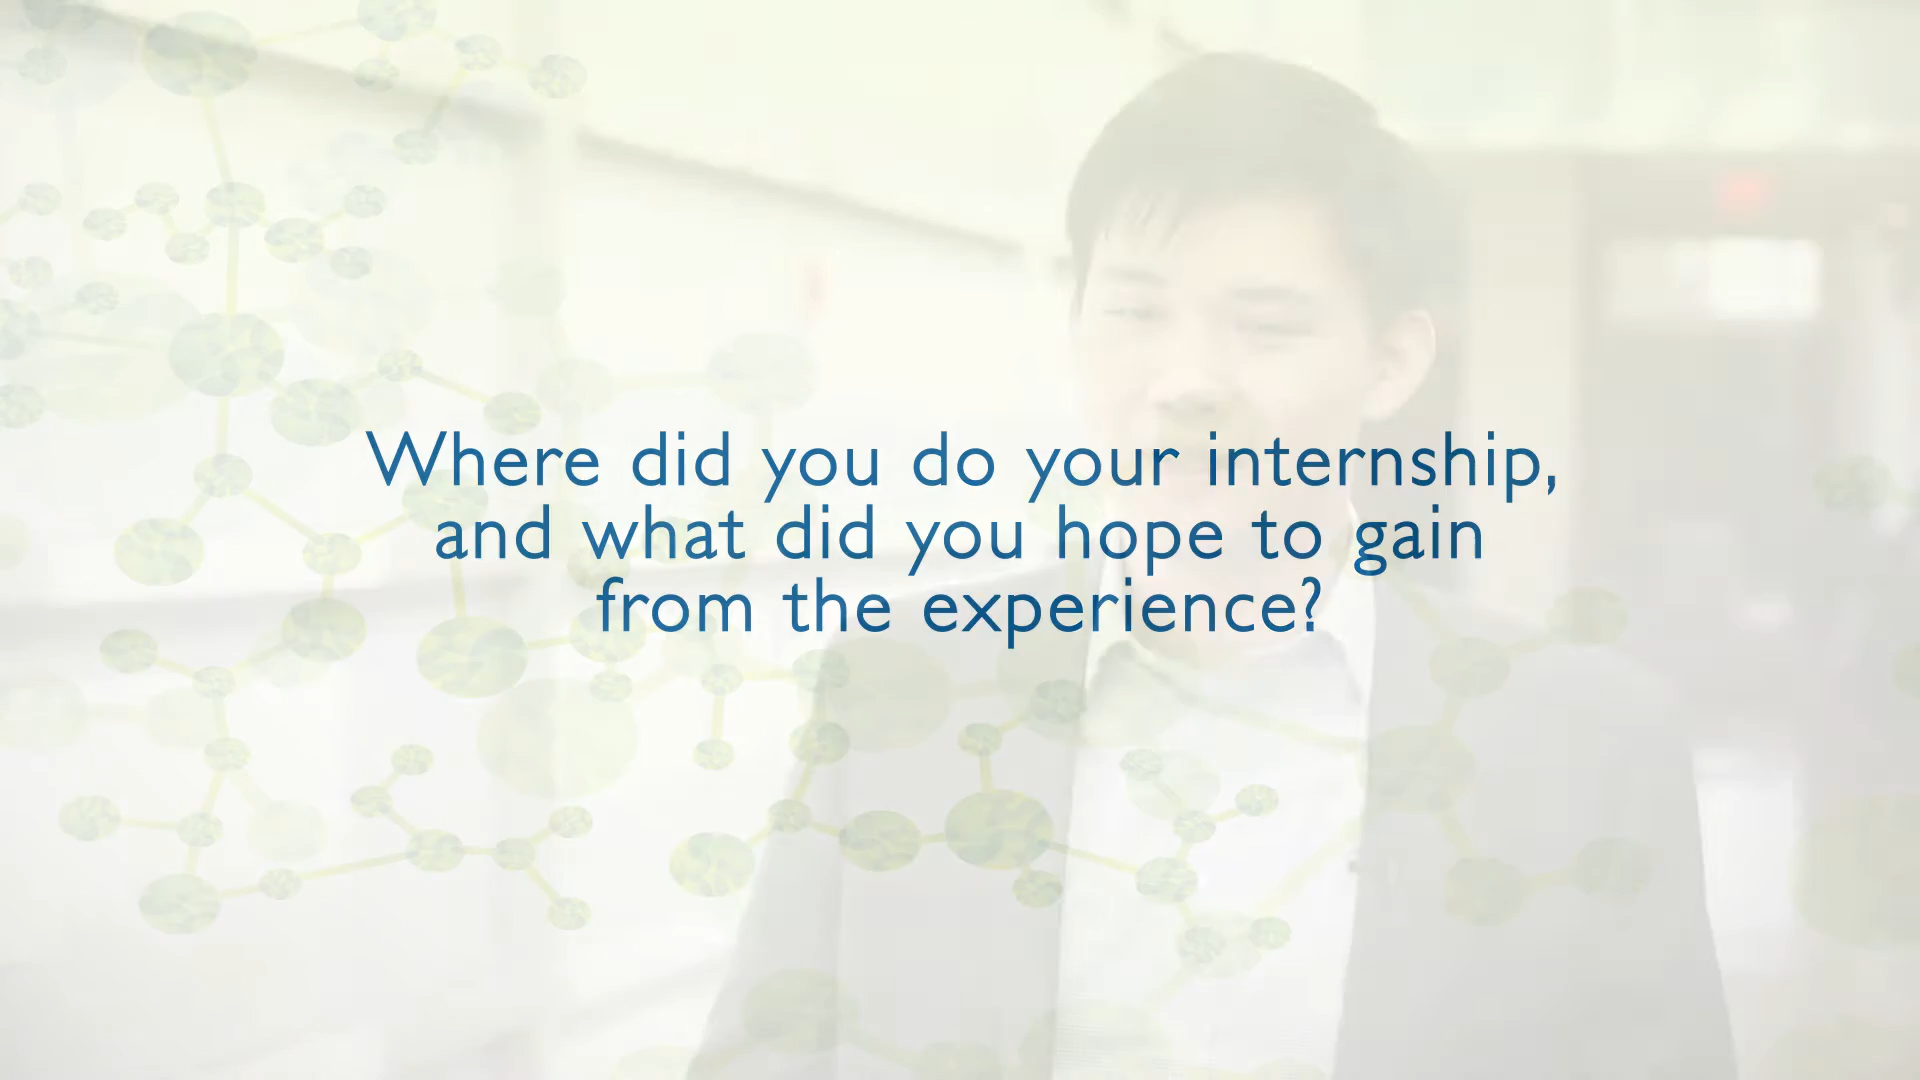 Where did you do your internship,
and what did you hope to gain
from the experience?